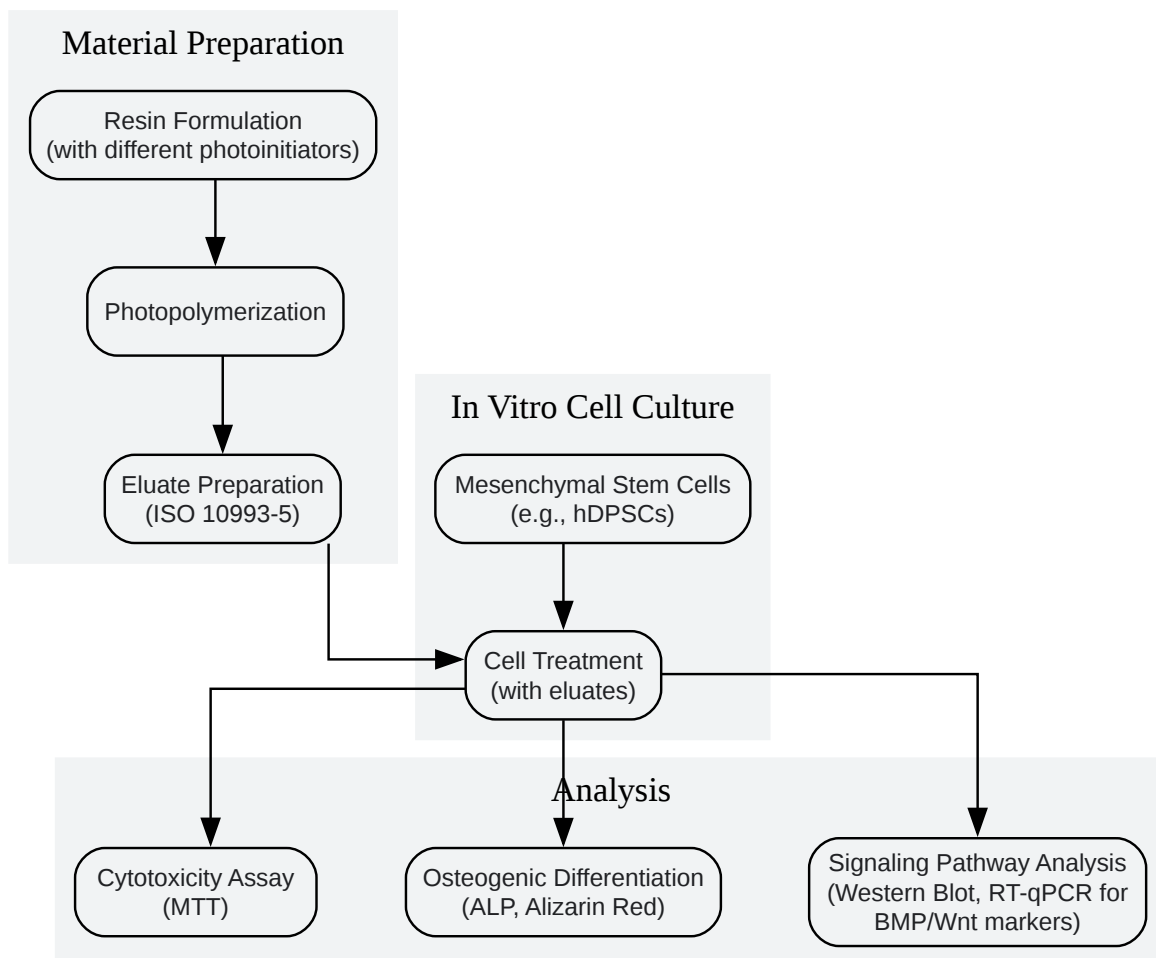 Material Preparation
Resin Formulation
(with different photoinitiators)
Photopolymerization
Eluate Preparation
(ISO 10993-5)
In Vitro Cell Culture
Mesenchymal Stem Cells
(e.g., hDPSCs)
Cell Treatment
(with eluates)
Analysis
Cytotoxicity Assay
(MTT)
Osteogenic Differentiation
(ALP, Alizarin Red)
Signaling Pathway Analysis
(Western Blot, RT-qPCR for
BMP/Wnt markers)